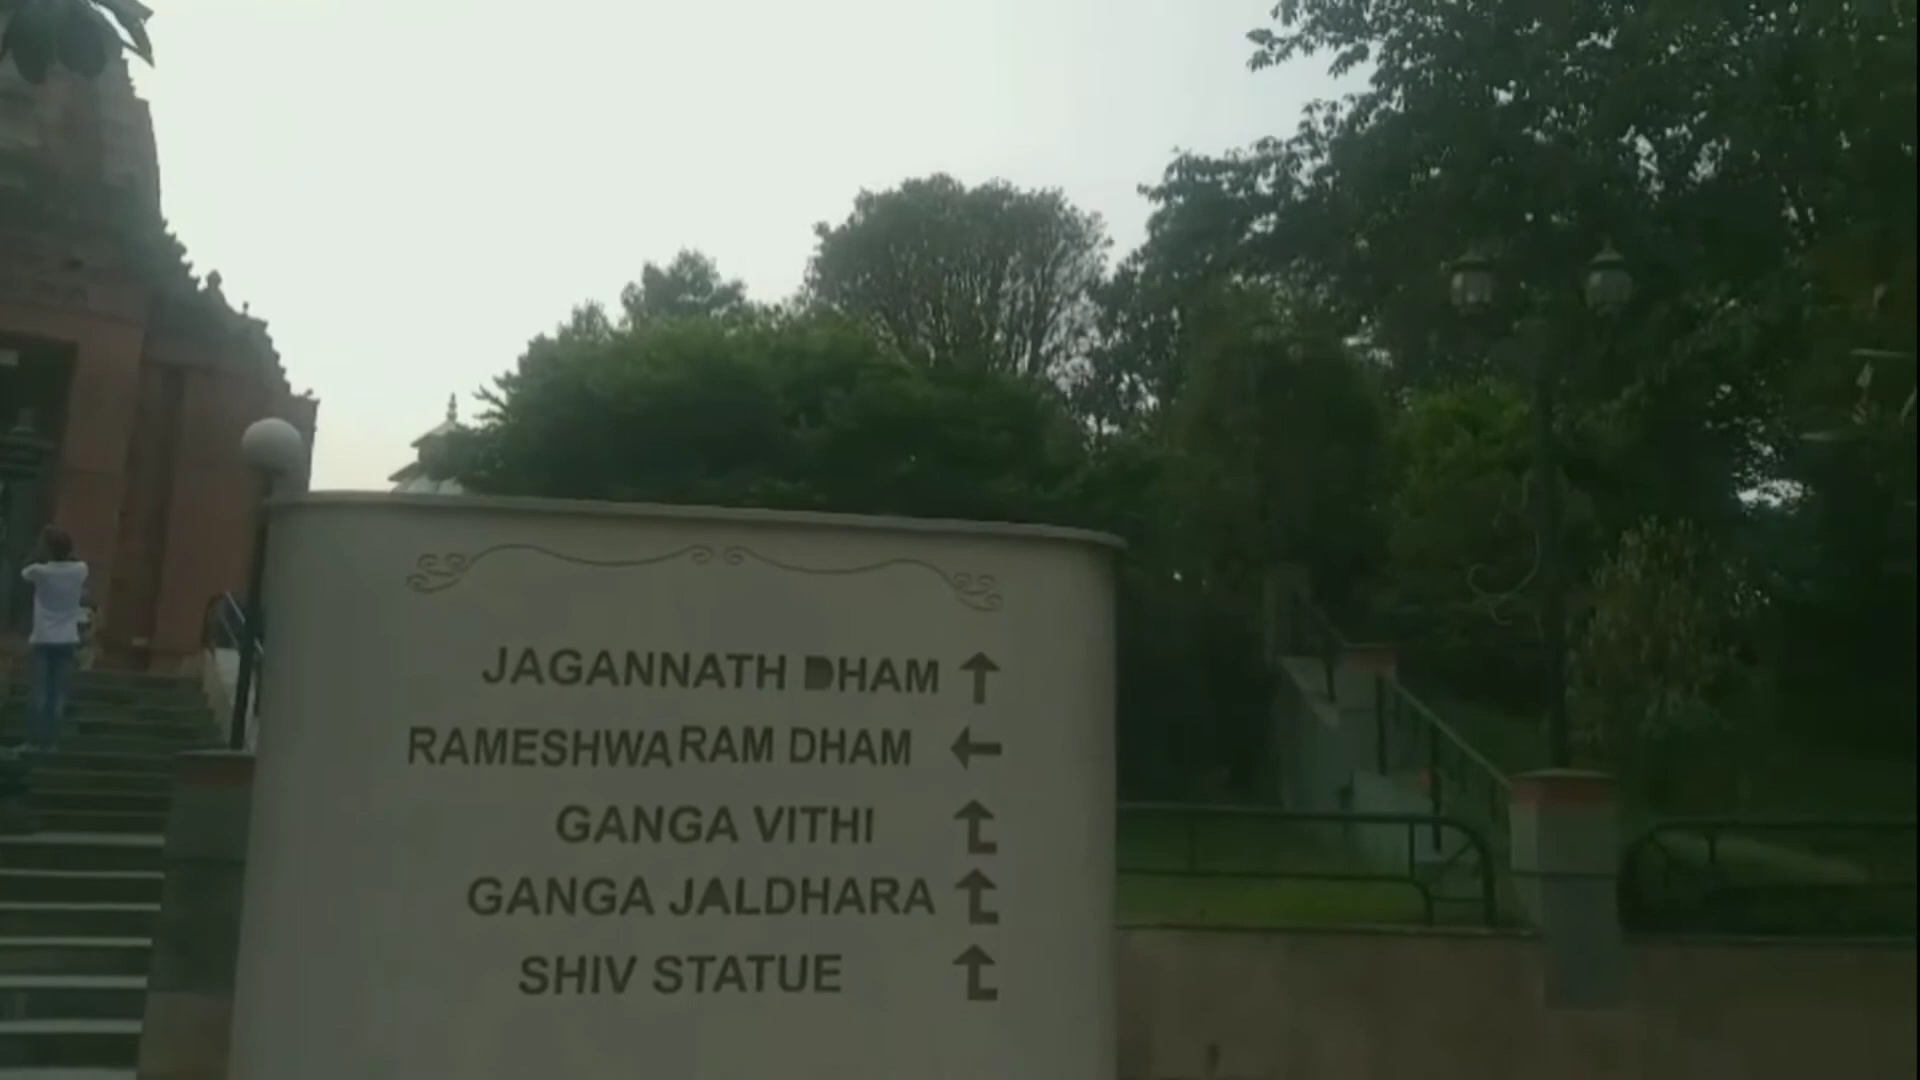 JAGANNATH DHAM ↑
RAMESHWARAM DHAM ←
GANGA VITHI
GANGA JALDHARA
SHIV STATUE